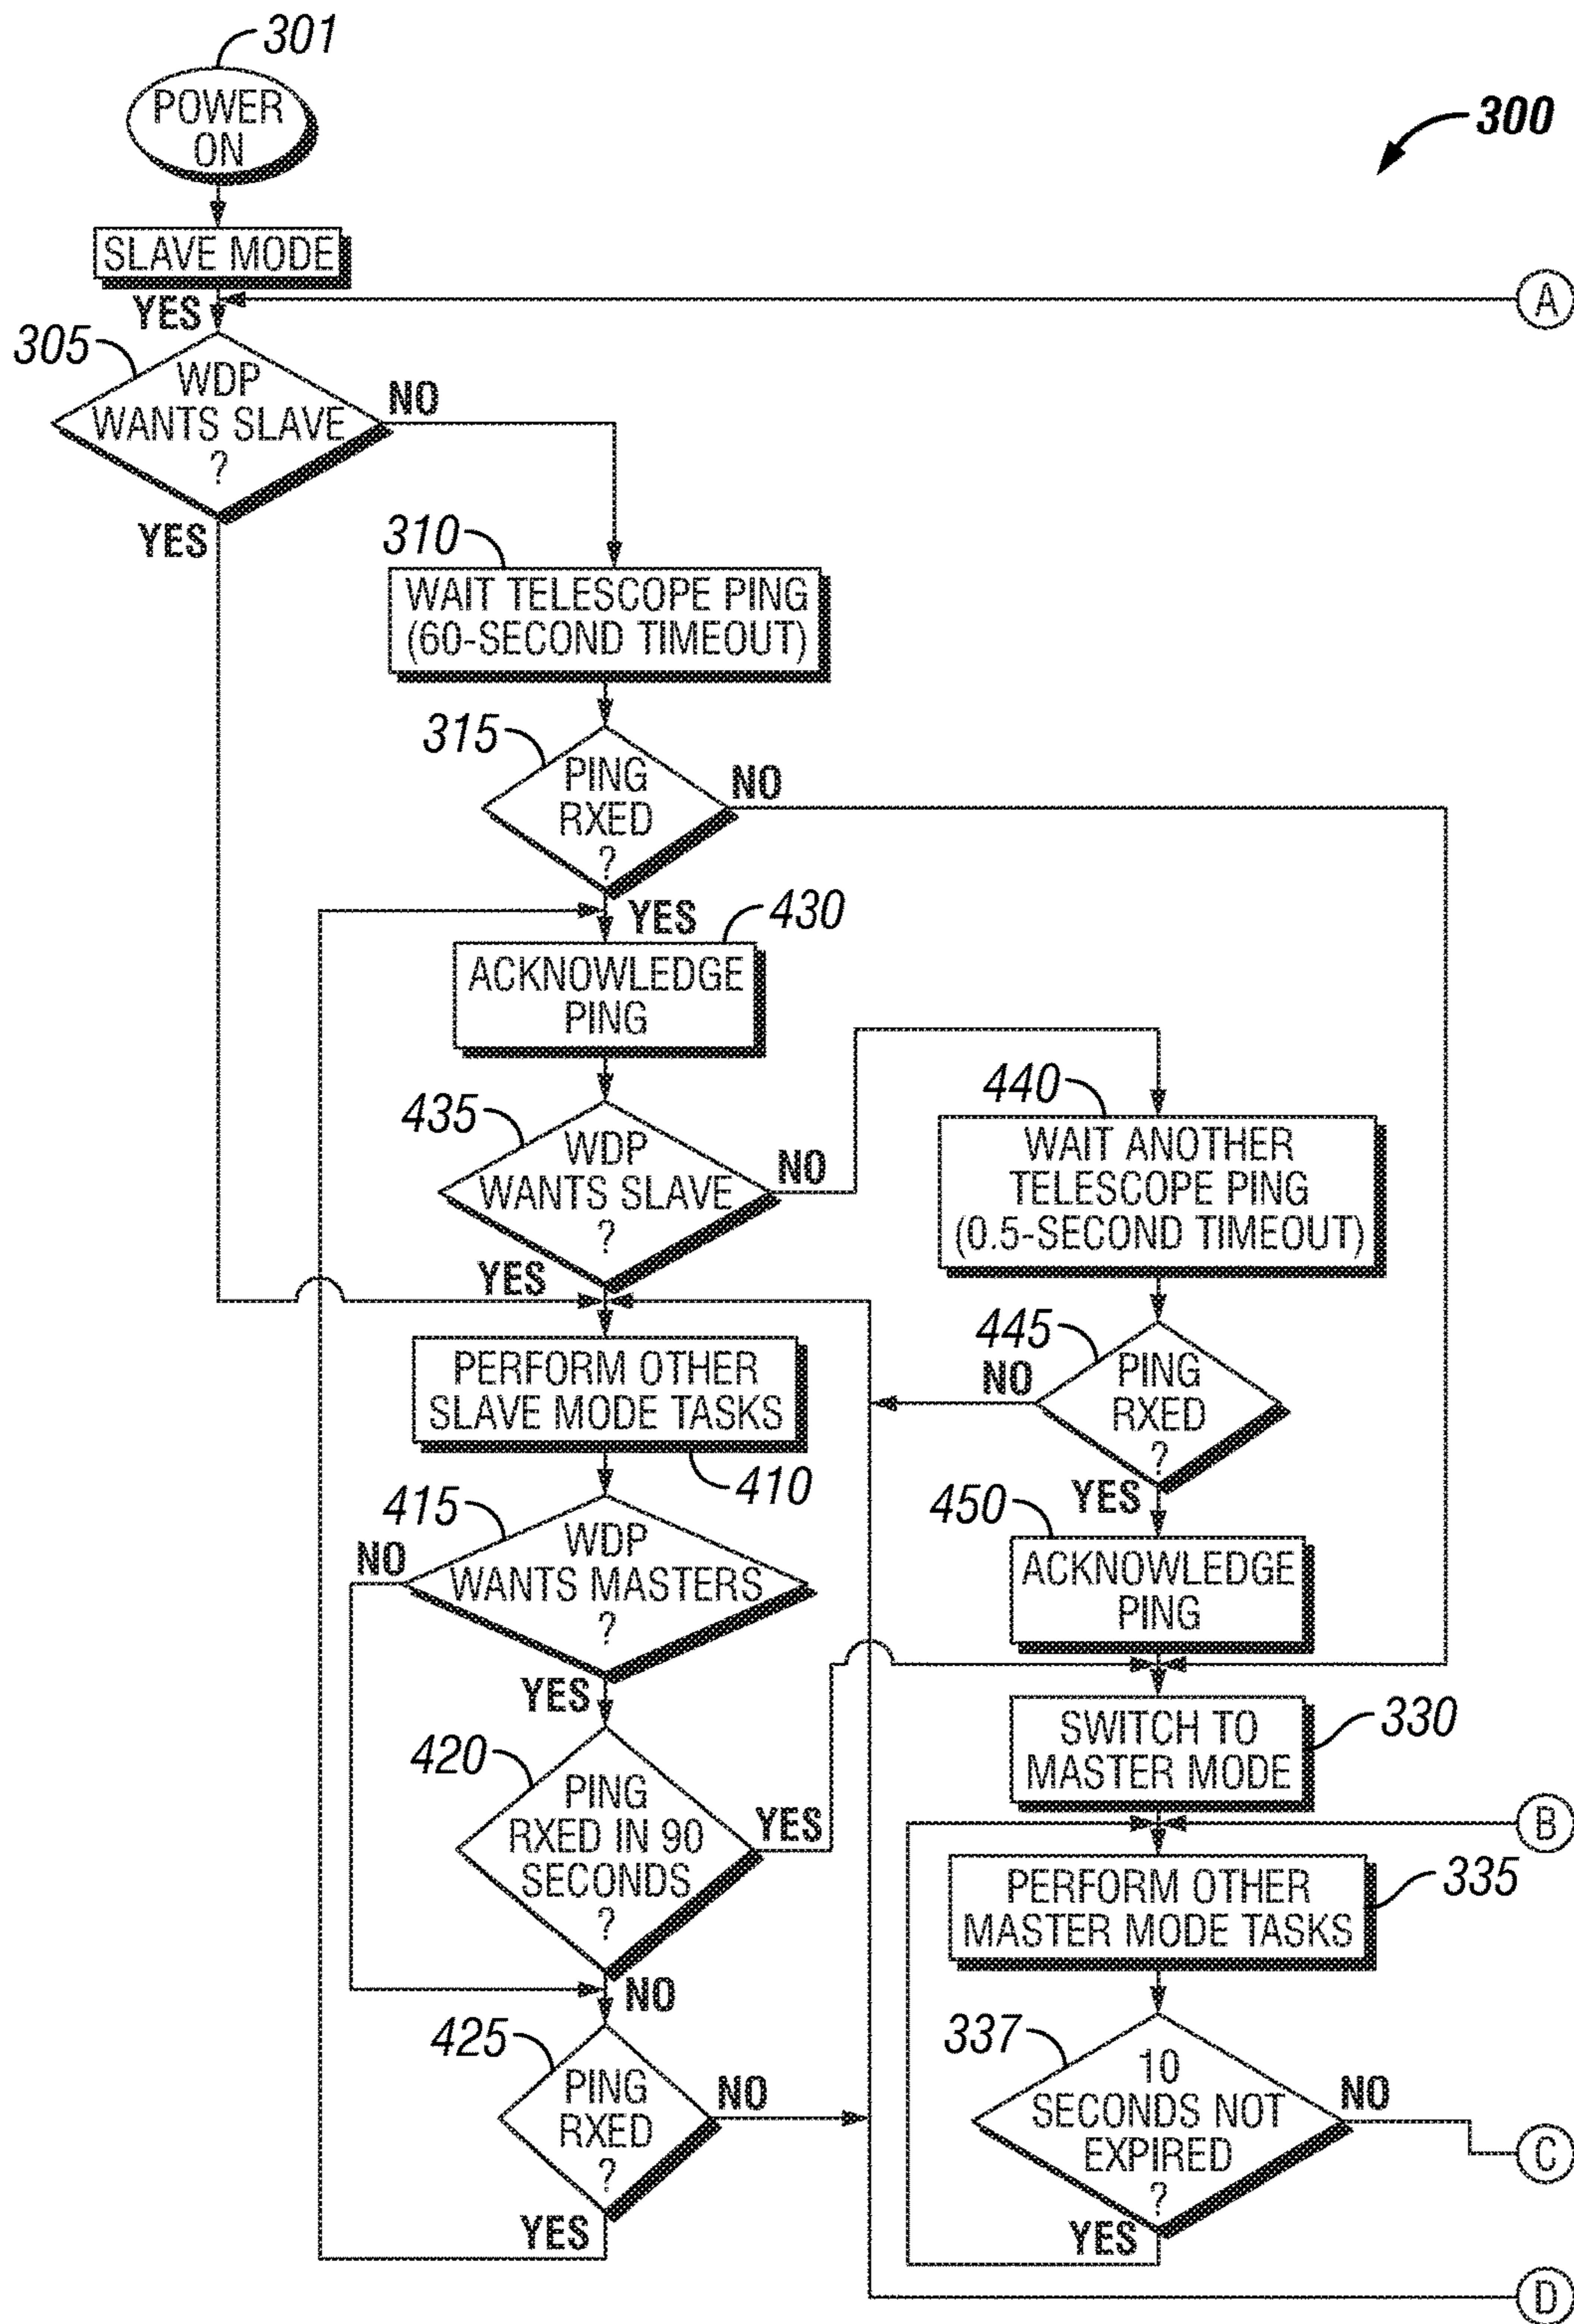 301
POWER
ON
300
SLAVE MODE
YES
A
305
WDP
WANTS SLAVE
?
NO
YES
310
WAIT TELESCOPE PING
(60-SECOND TIMEOUT)
315
PING
RXED
?
NO
YES
430
ACKNOWLEDGE
PING
435
WDP
WANTS SLAVE
?
NO
YES
440
WAIT ANOTHER
TELESCOPE PING
(0.5-SECOND TIMEOUT)
445
PING
RXED
?
NO
YES
PERFORM OTHER
SLAVE MODE TASKS
410
415
WDP
WANTS MASTERS
?
NO
YES
450
ACKNOWLEDGE
PING
SWITCH TO
MASTER MODE
330
420
PING
RXED IN 90
SECONDS
?
YES
NO
B
PERFORM OTHER
MASTER MODE TASKS
335
425
PING
RXED
?
NO
YES
337
10
SECONDS NOT
EXPIRED
?
NO
YES
C
D